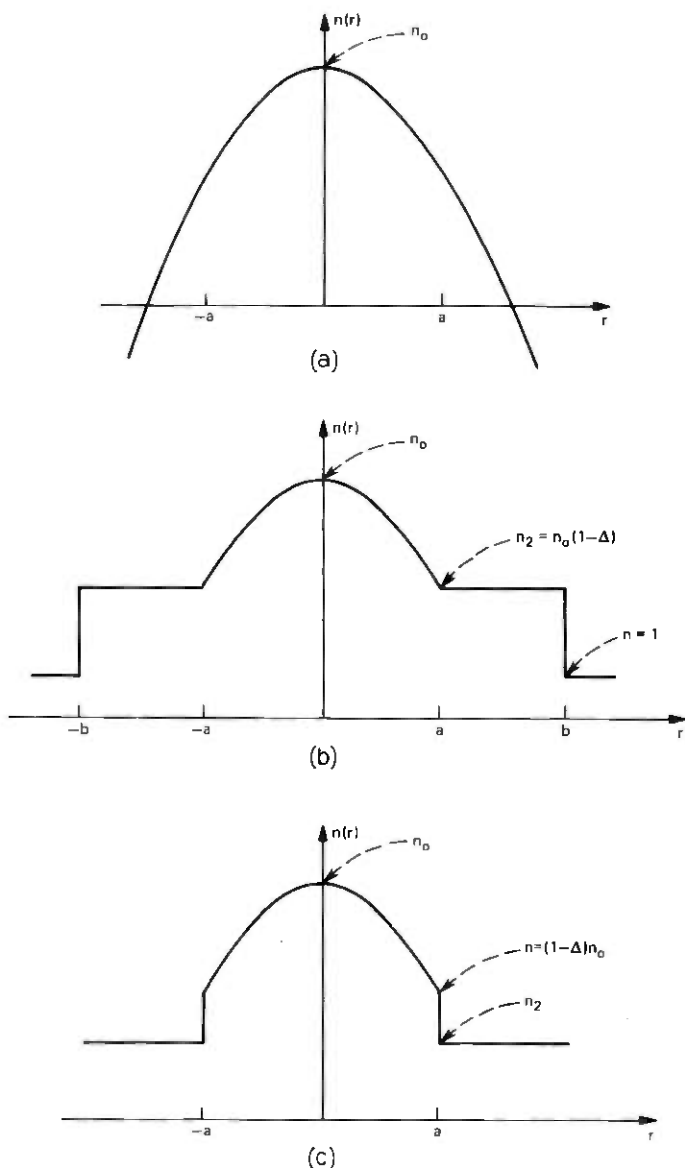 n(r)
n₀
−a
a
r
(a)
n(r)
n₀
n₂ = n₀(1−Δ)
n = 1
−b
−a
a
b
r
(b)
n(r)
n₀
n=(1−Δ)n₀
n₂
−a
a
r
(c)